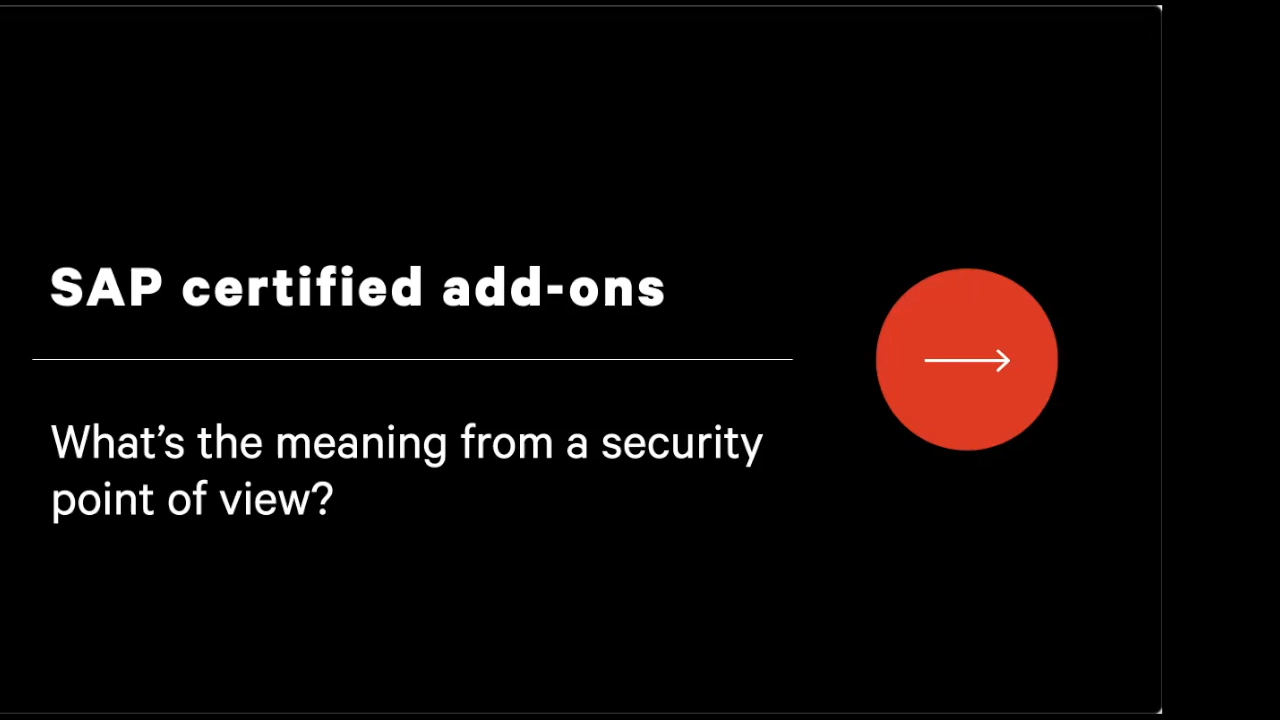 SAP certified add-ons
What’s the meaning from a security
point of view?